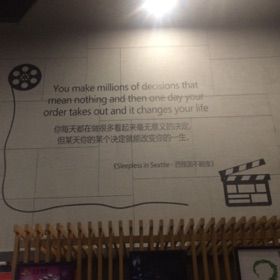 You make millions of decisions that
mean nothing and then one day your
order takes out and it changes your life
你每天都在做很多看起来毫无意义的决定,
但某天你的某个决定就能改变你的一生。
《Sleepless in Seattle · 西雅图不眠夜》